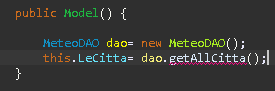 public Model() {
MeteoDAO dao= new MeteoDAO();
this.LeCitta= dao.getAllCitta();
}